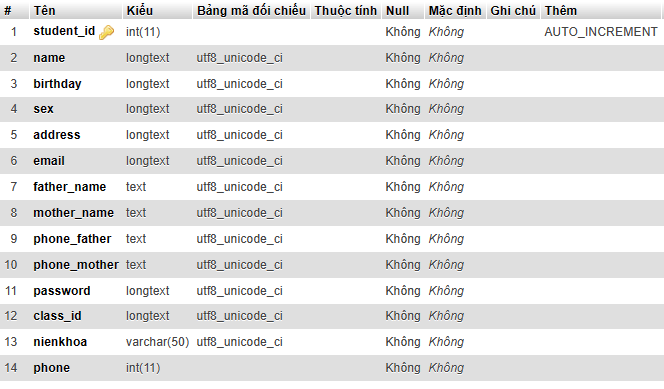 # Tên Kiểu Bảng mã đối chiếu Thuộc tính Null Mặc định Ghi chú Thêm
1 student_id int(11) Không Không AUTO_INCREMENT
2 name longtext utf8_unicode_ci Không Không
3 birthday longtext utf8_unicode_ci Không Không
4 sex longtext utf8_unicode_ci Không Không
5 address longtext utf8_unicode_ci Không Không
6 email longtext utf8_unicode_ci Không Không
7 father_name text utf8_unicode_ci Không Không
8 mother_name text utf8_unicode_ci Không Không
9 phone_father text utf8_unicode_ci Không Không
10 phone_mother text utf8_unicode_ci Không Không
11 password longtext utf8_unicode_ci Không Không
12 class_id longtext utf8_unicode_ci Không Không
13 nienkhoa varchar(50) utf8_unicode_ci Không Không
14 phone int(11) Không Không